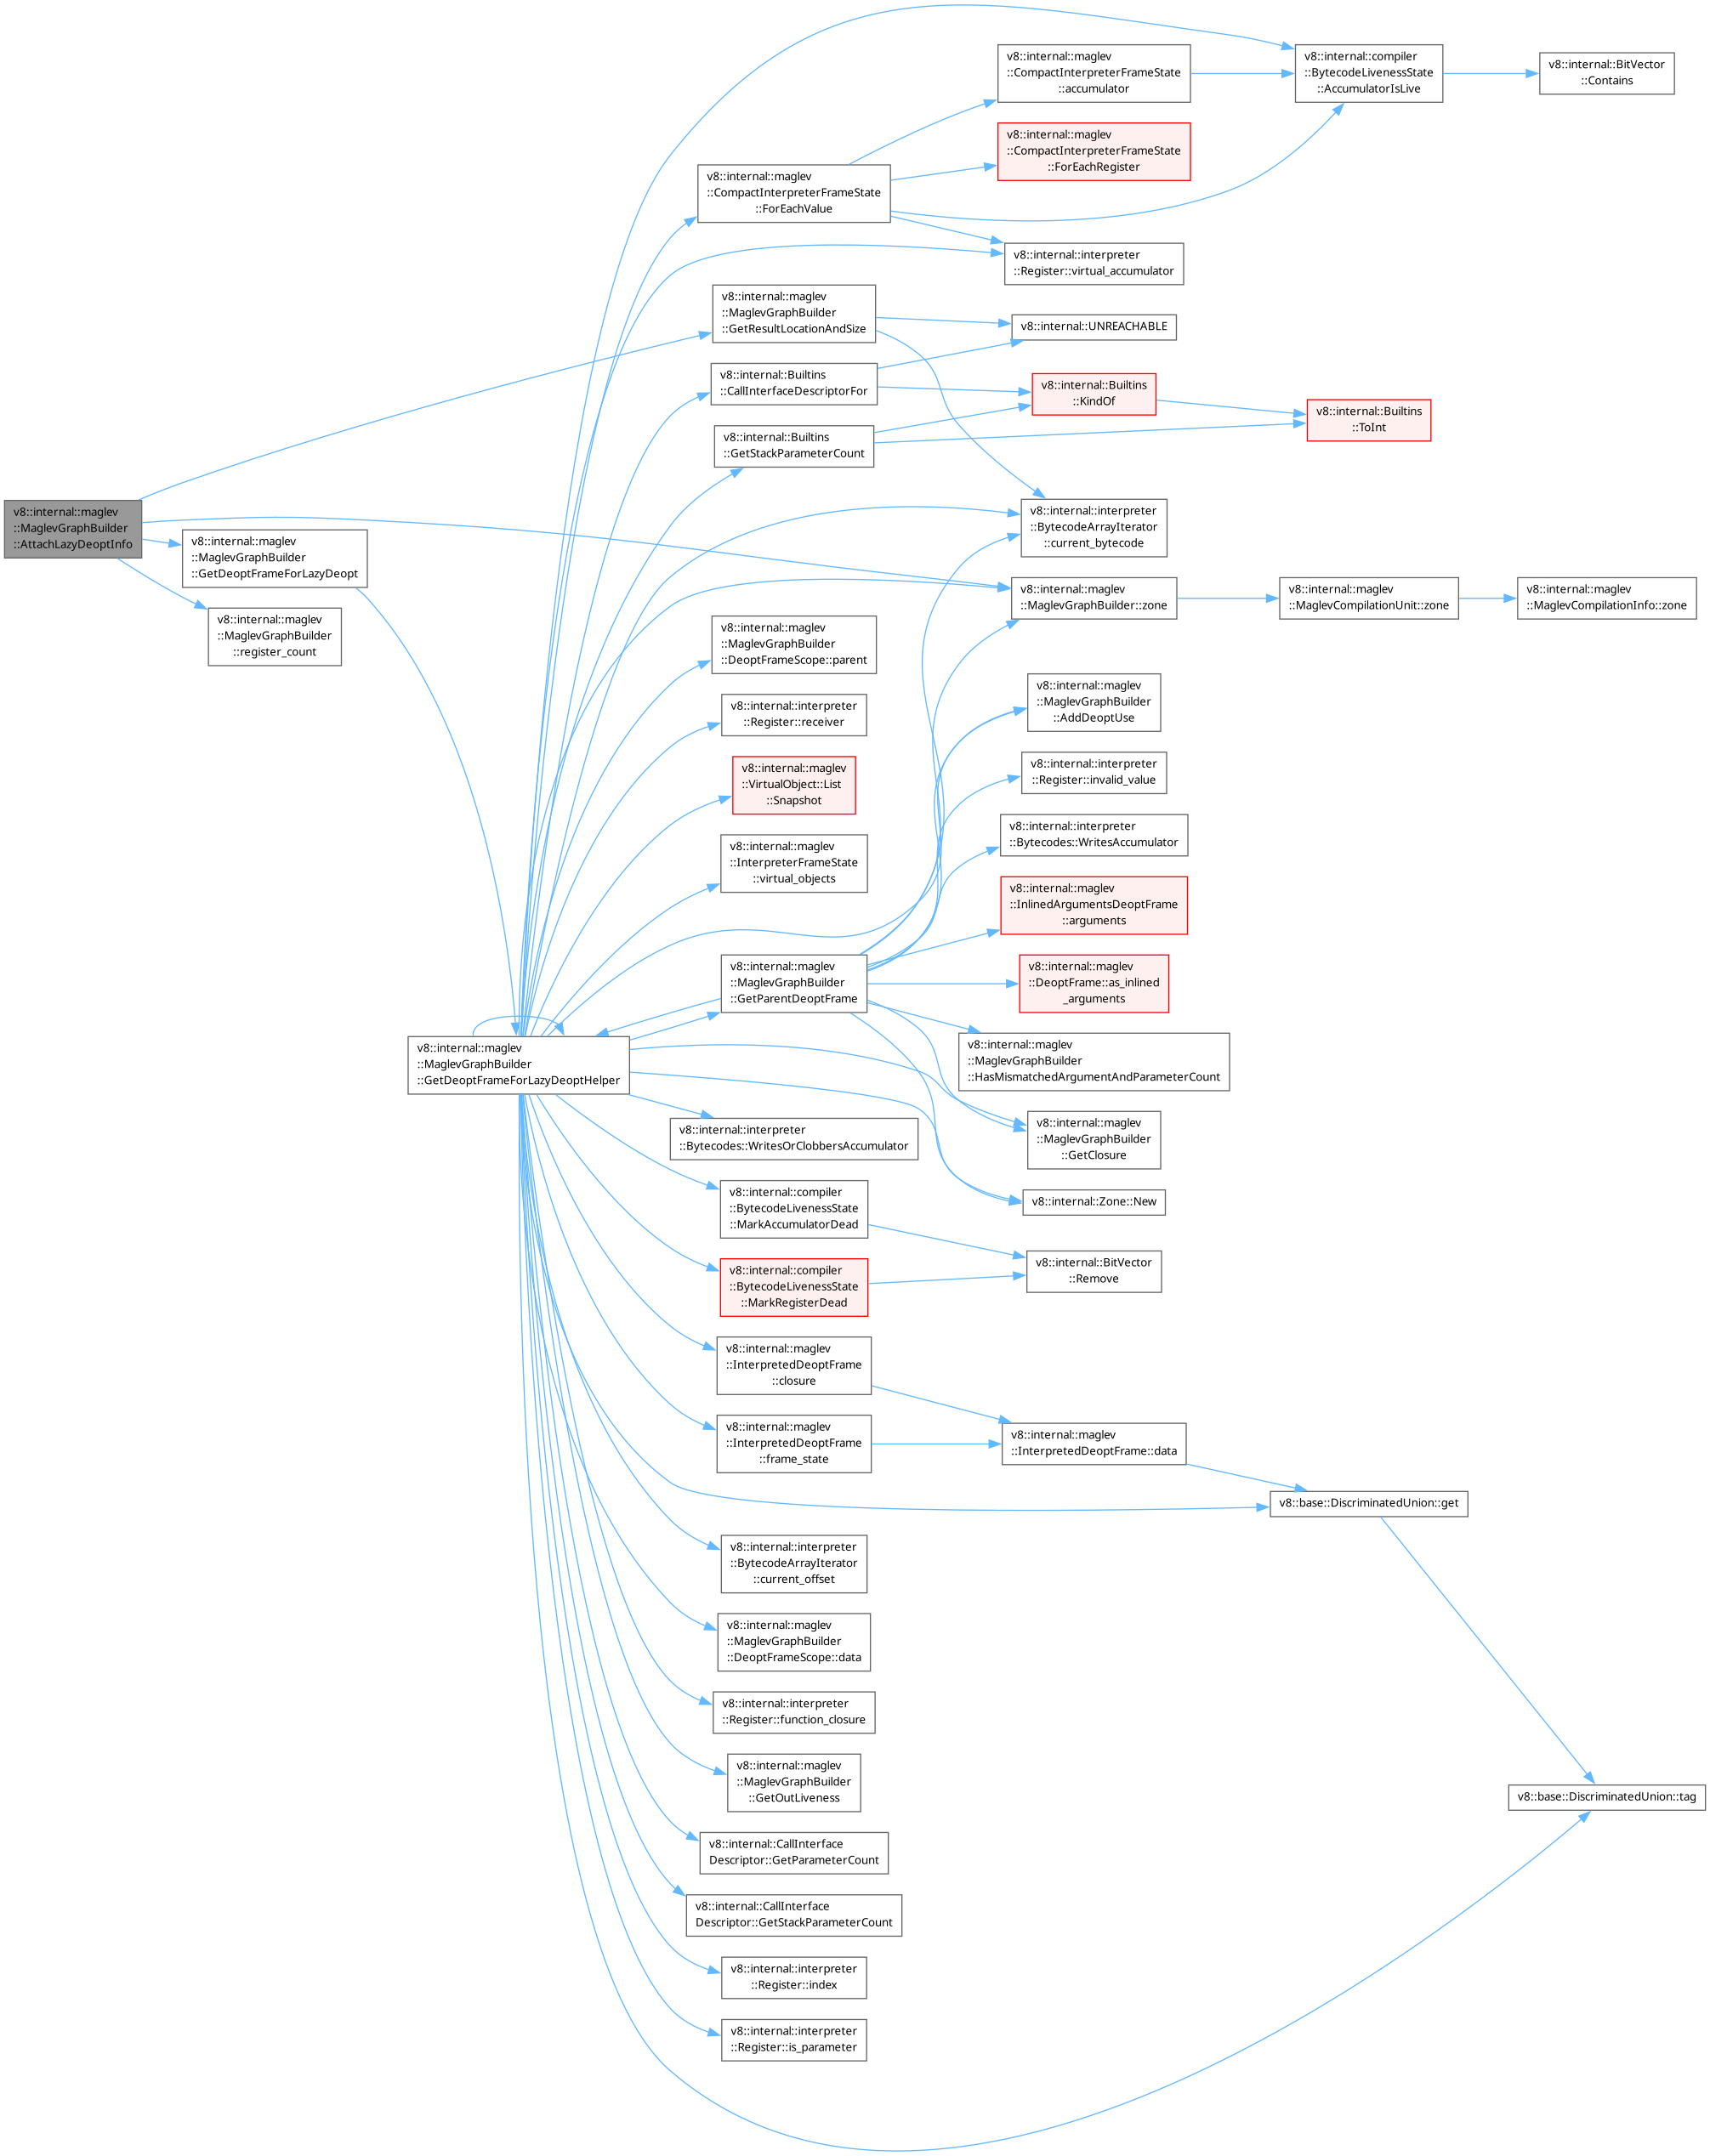 v8::internal::maglev
::CompactInterpreterFrameState
::accumulator
v8::internal::compiler
::BytecodeLivenessState
::AccumulatorIsLive
v8::internal::BitVector
::Contains
v8::internal::maglev
::CompactInterpreterFrameState
::ForEachRegister
v8::internal::maglev
::CompactInterpreterFrameState
::ForEachValue
v8::internal::interpreter
::Register::virtual_accumulator
v8::internal::maglev
::MaglevGraphBuilder
::GetResultLocationAndSize
v8::internal::UNREACHABLE
v8::internal::Builtins
::CallInterfaceDescriptorFor
v8::internal::Builtins
::KindOf
v8::internal::Builtins
::ToInt
v8::internal::Builtins
::GetStackParameterCount
v8::internal::maglev
::MaglevGraphBuilder
::AttachLazyDeoptInfo
v8::internal::interpreter
::BytecodeArrayIterator
::current_bytecode
v8::internal::maglev
::MaglevGraphBuilder
::GetDeoptFrameForLazyDeopt
v8::internal::maglev
::MaglevGraphBuilder::zone
v8::internal::maglev
::MaglevCompilationUnit::zone
v8::internal::maglev
::MaglevCompilationInfo::zone
v8::internal::maglev
::MaglevGraphBuilder
::register_count
v8::internal::maglev
::MaglevGraphBuilder
::DeoptFrameScope::parent
v8::internal::maglev
::MaglevGraphBuilder
::AddDeoptUse
v8::internal::interpreter
::Register::receiver
v8::internal::interpreter
::Register::invalid_value
v8::internal::maglev
::VirtualObject::List
::Snapshot
v8::internal::interpreter
::Bytecodes::WritesAccumulator
v8::internal::maglev
::InterpreterFrameState
::virtual_objects
v8::internal::maglev
::InlinedArgumentsDeoptFrame
::arguments
v8::internal::maglev
::MaglevGraphBuilder
::GetParentDeoptFrame
v8::internal::maglev
::DeoptFrame::as_inlined
_arguments
v8::internal::maglev
::MaglevGraphBuilder
::GetDeoptFrameForLazyDeoptHelper
v8::internal::maglev
::MaglevGraphBuilder
::HasMismatchedArgumentAndParameterCount
v8::internal::interpreter
::Bytecodes::WritesOrClobbersAccumulator
v8::internal::maglev
::MaglevGraphBuilder
::GetClosure
v8::internal::compiler
::BytecodeLivenessState
::MarkAccumulatorDead
v8::internal::Zone::New
v8::internal::compiler
::BytecodeLivenessState
::MarkRegisterDead
v8::internal::BitVector
::Remove
v8::internal::maglev
::InterpretedDeoptFrame
::closure
v8::internal::maglev
::InterpretedDeoptFrame
::frame_state
v8::internal::maglev
::InterpretedDeoptFrame::data
v8::base::DiscriminatedUnion::get
v8::internal::interpreter
::BytecodeArrayIterator
::current_offset
v8::internal::maglev
::MaglevGraphBuilder
::DeoptFrameScope::data
v8::internal::interpreter
::Register::function_closure
v8::internal::maglev
::MaglevGraphBuilder
::GetOutLiveness
v8::base::DiscriminatedUnion::tag
v8::internal::CallInterface
Descriptor::GetParameterCount
v8::internal::CallInterface
Descriptor::GetStackParameterCount
v8::internal::interpreter
::Register::index
v8::internal::interpreter
::Register::is_parameter